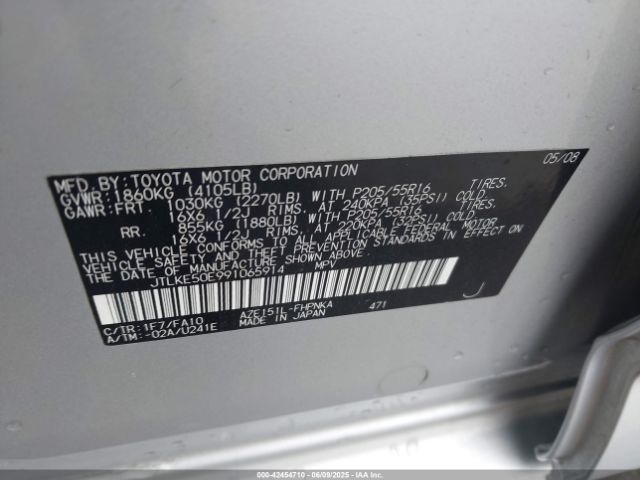 MFD.BY:TOYOTA MOTOR CORPORATION 05/08
GVWR:1860KG (4105LB)
GAWR:FRT. 1030KG (2270LB) WITH P205/55R16 TIRES.
16X6 1/2J RIMS. AT 240KPA (35PSI) COLD
RR. 855KG (1880LB) WITH P205/55R16 TIRES.
16X6 1/2J RIMS. AT 220KPA (32PSI) COLD
THIS VEHICLE CONFORMS TO ALL APPLICABLE FEDERAL MOTOR
VEHICLE SAFETY AND THEFT PREVENTION STANDARDS IN
EFFECT ON THE DATE OF MANUFACTURE SHOWN ABOVE.
JTLKE50E991065914 MPV
C/TR:1F7/FA10 AZE151L-FHPNKA 471
A/TM:-02A/U241E MADE IN JAPAN
J
000-42454710 - 06/09/2025 - IAAI.COM